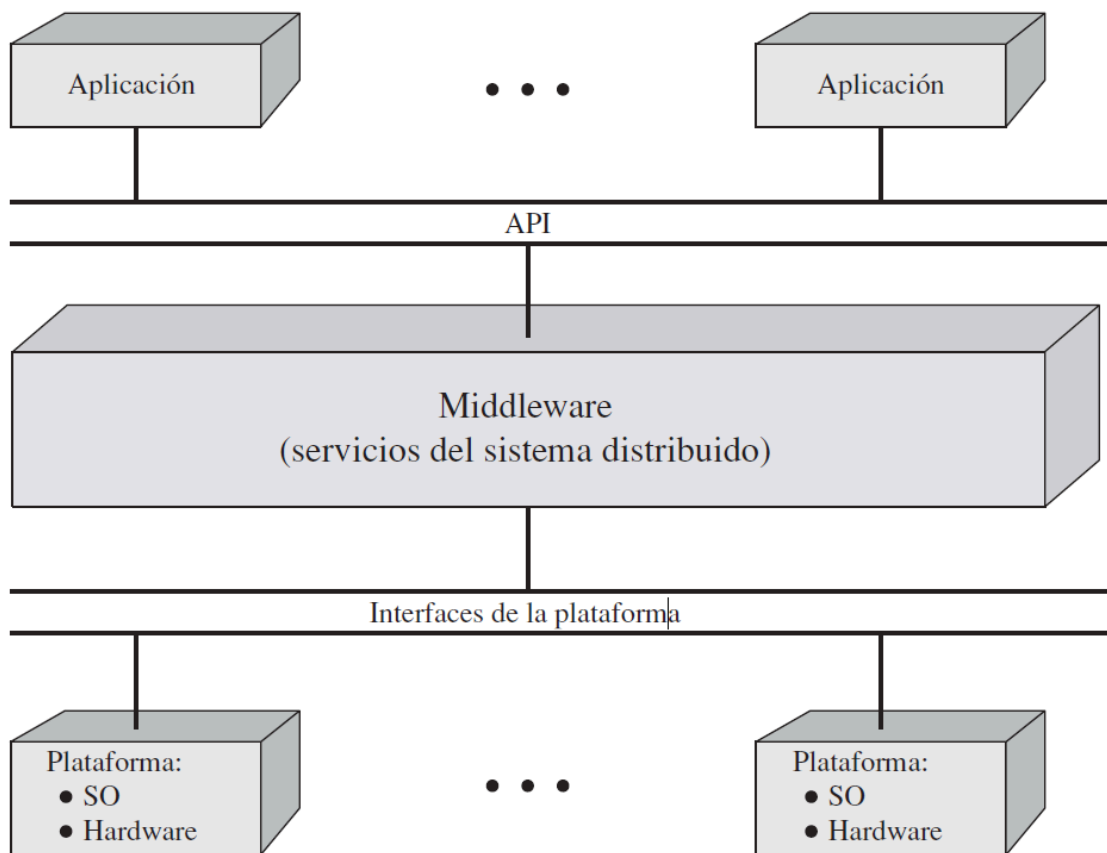 Aplicación
Aplicación
API
Middleware
(servicios del sistema distribuido)
Interfaces de la plataforma
Plataforma:
• SO
• Hardware
Plataforma:
• SO
• Hardware